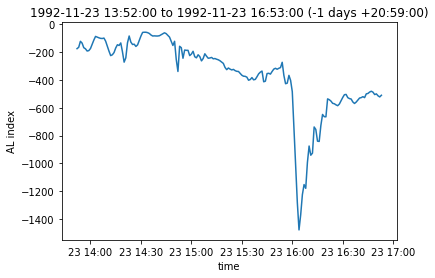 1992-11-23 13:52:00 to 1992-11-23 16:53:00 (-1 days +20:59:00)
0
−200
−400
−600
−800
−1000
−1200
−1400
AL index
23 14:00 23 14:30 23 15:00 23 15:30 23 16:00 23 16:30 23 17:00
time